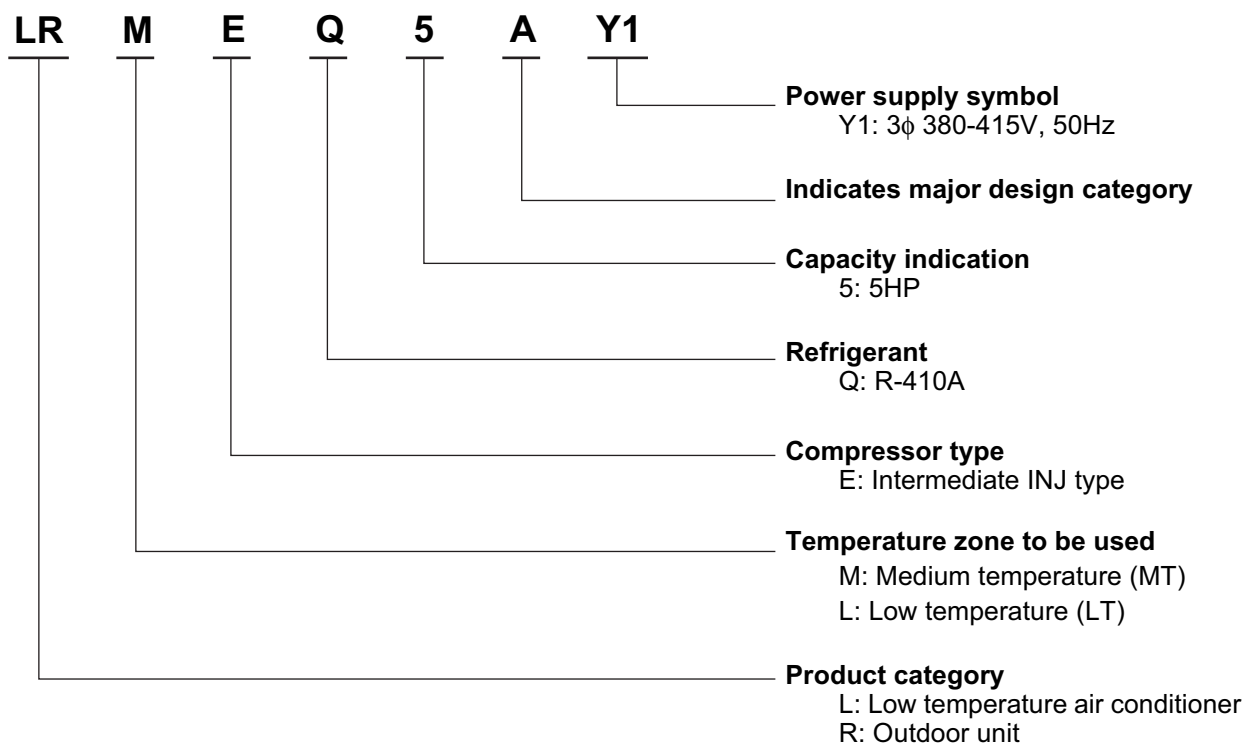 LR M E Q 5 A Y1
Power supply symbol
Y1: 3ϕ 380-415V, 50Hz
Indicates major design category
Capacity indication
5: 5HP
Refrigerant
Q: R-410A
Compressor type
E: Intermediate INJ type
Temperature zone to be used
M: Medium temperature (MT)
L: Low temperature (LT)
Product category
L: Low temperature air conditioner
R: Outdoor unit